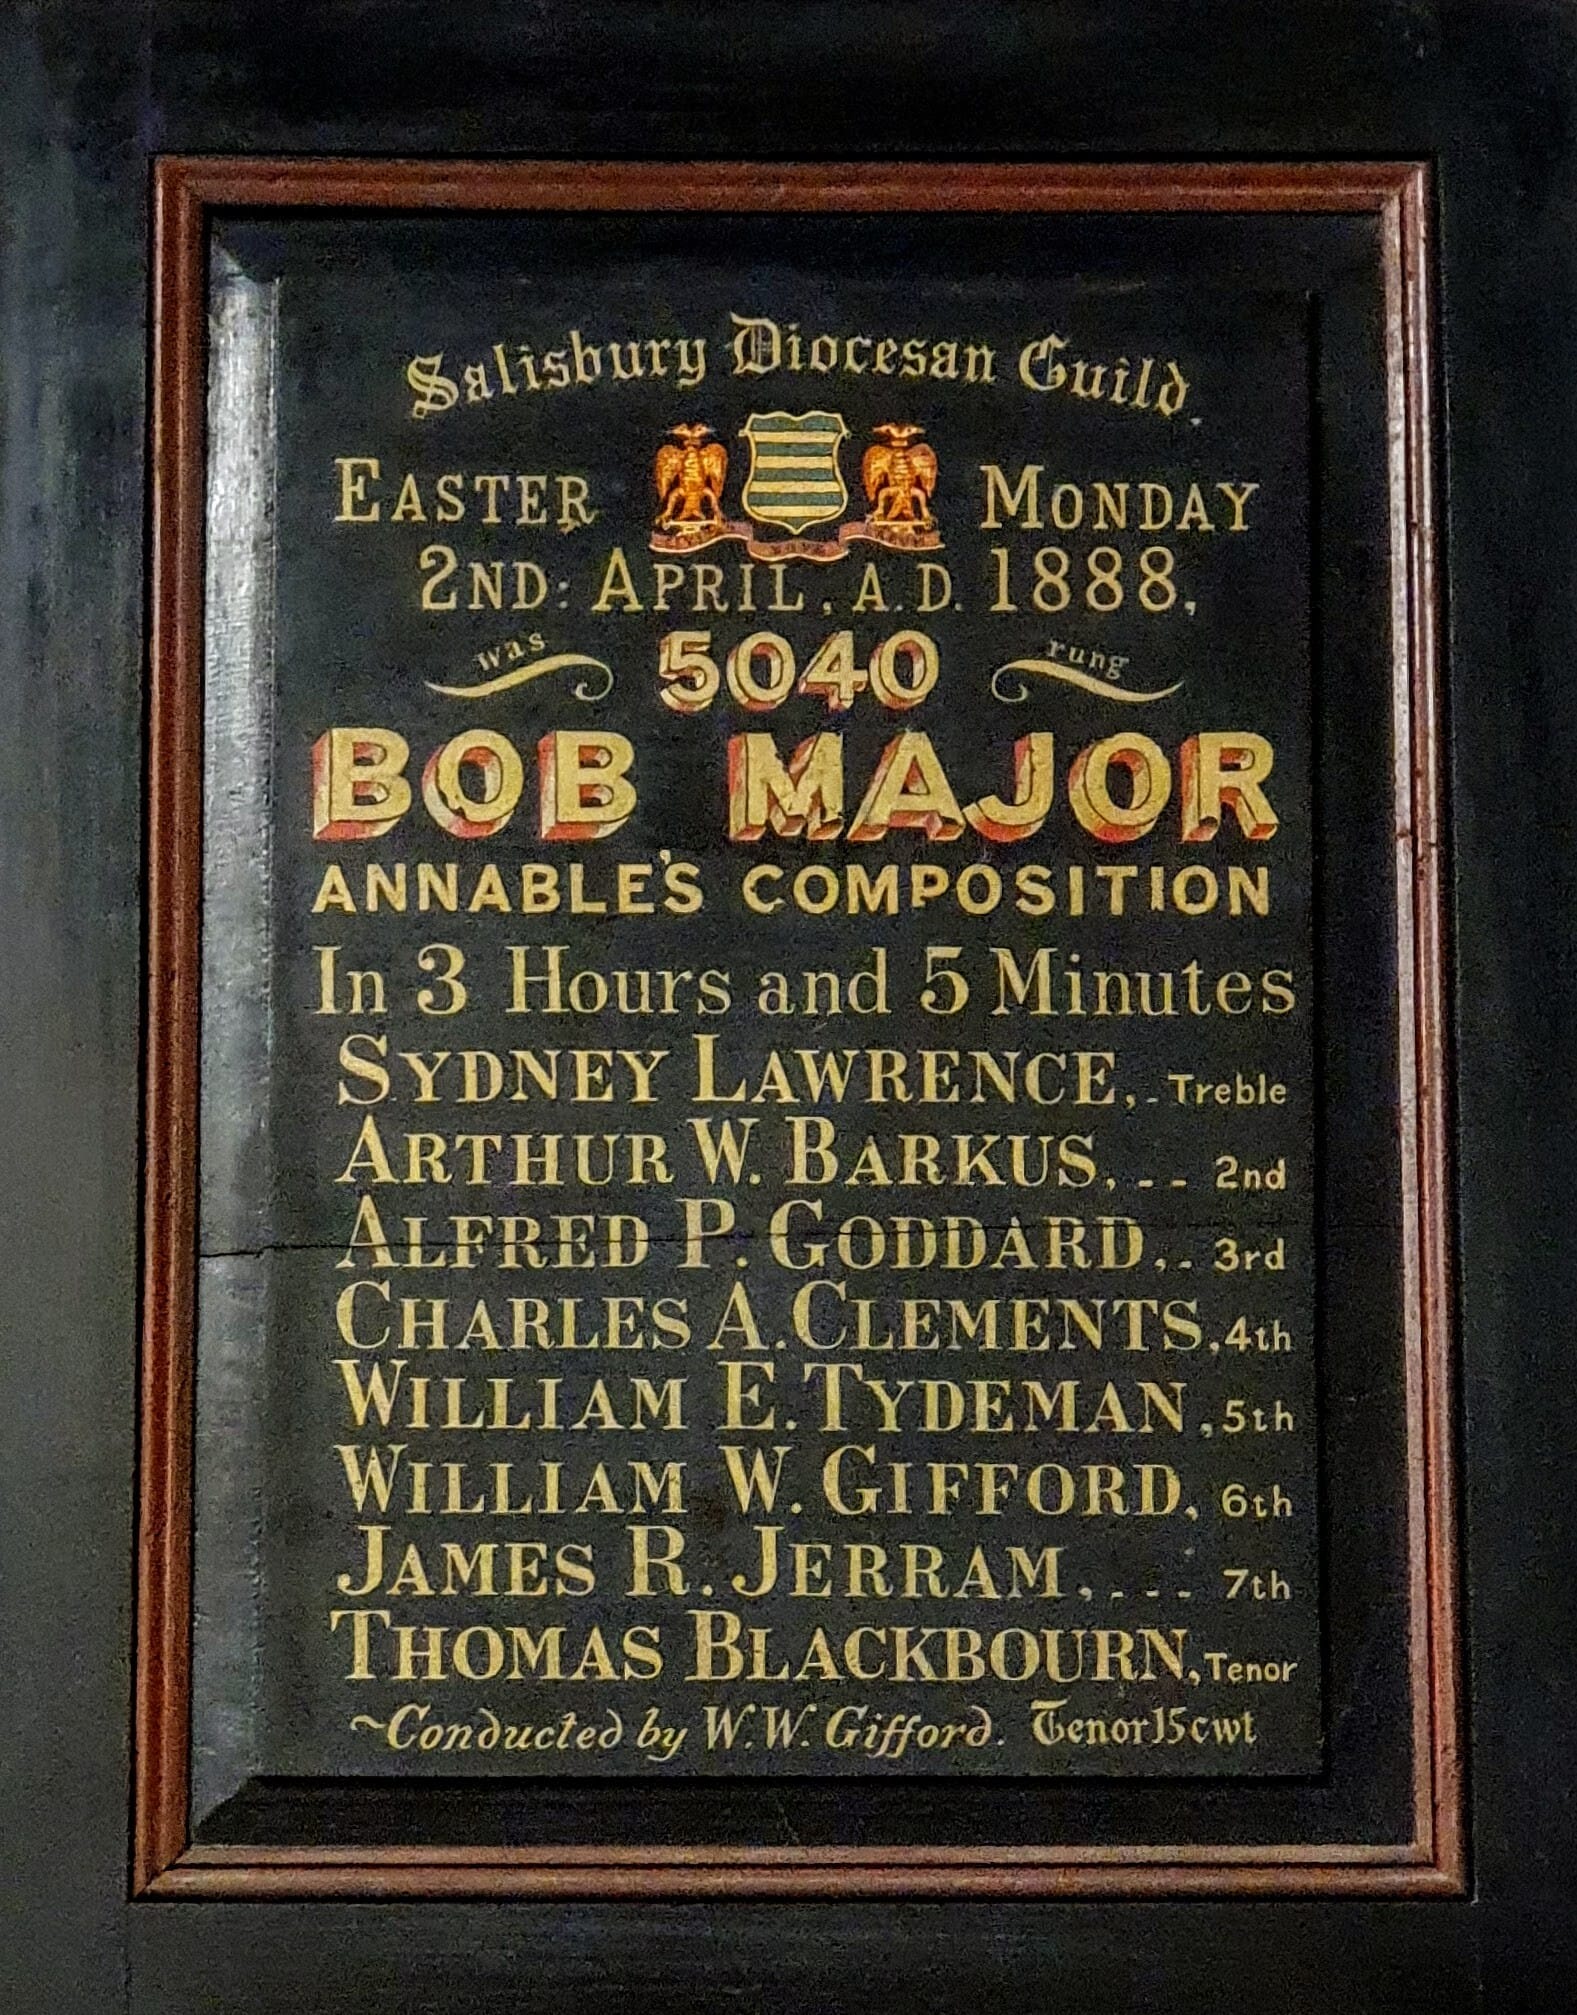 Salisbury Diocesan Guild.
EASTER MONDAY
2ND: APRIL, A.D. 1888,
was 5040 rung
BOB MAJOR
ANNABLE'S COMPOSITION
In 3 Hours and 5 Minutes
SYDNEY LAWRENCE,.- Treble
ARTHUR W. BARKUS, .-- 2nd
ALFRED P. GODDARD,.. 3rd
CHARLES A. CLEMENTS, 4th
WILLIAM E. TYDEMAN, 5th
WILLIAM W. GIFFORD, 6th
JAMES R. JERRAM, .--- 7th
THOMAS BLACKBOURN, Tenor
~Conducted by W.W. Gifford. Tenor 15 cwt